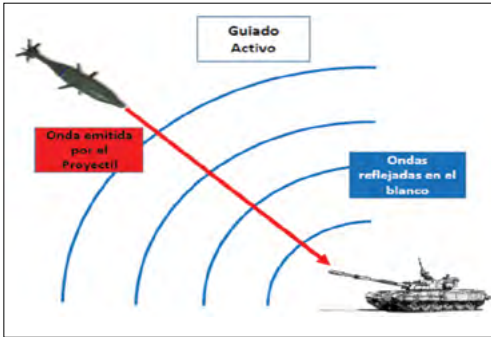 Guiado
Activo
Onda emitida
por el
Proyectil
Ondas
reflejadas en el
blanco